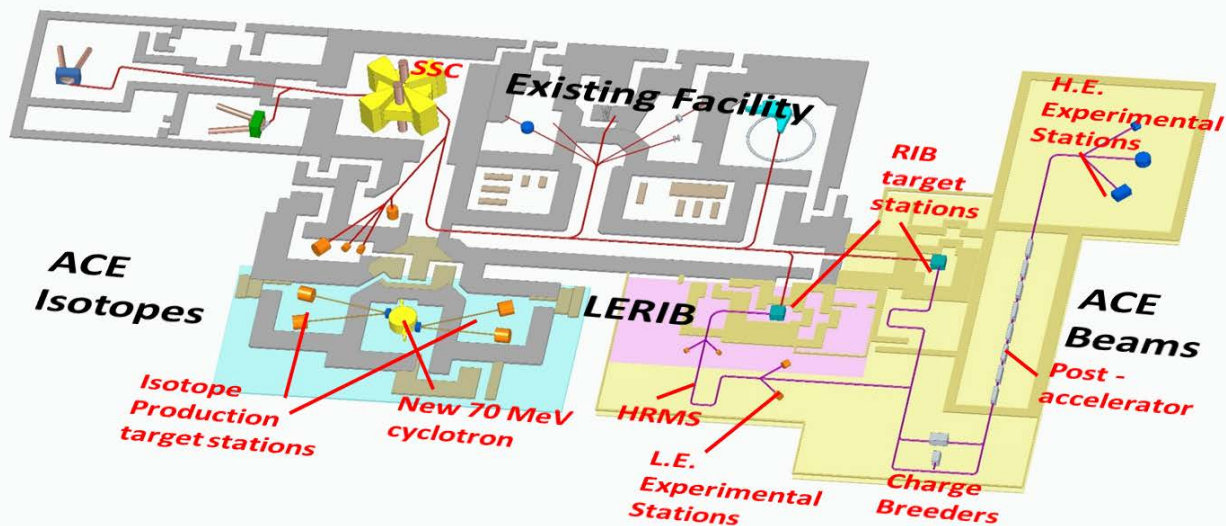 SSC
Existing Facility
H.E.
Experimental
Stations
RIB
target
stations
ACE
Isotopes
LERIB
ACE
Beams
Isotope
Production
target stations
New 70 MeV
cyclotron
HRMS
L.E.
Experimental
Stations
Post -
accelerator
Charge
Breeders